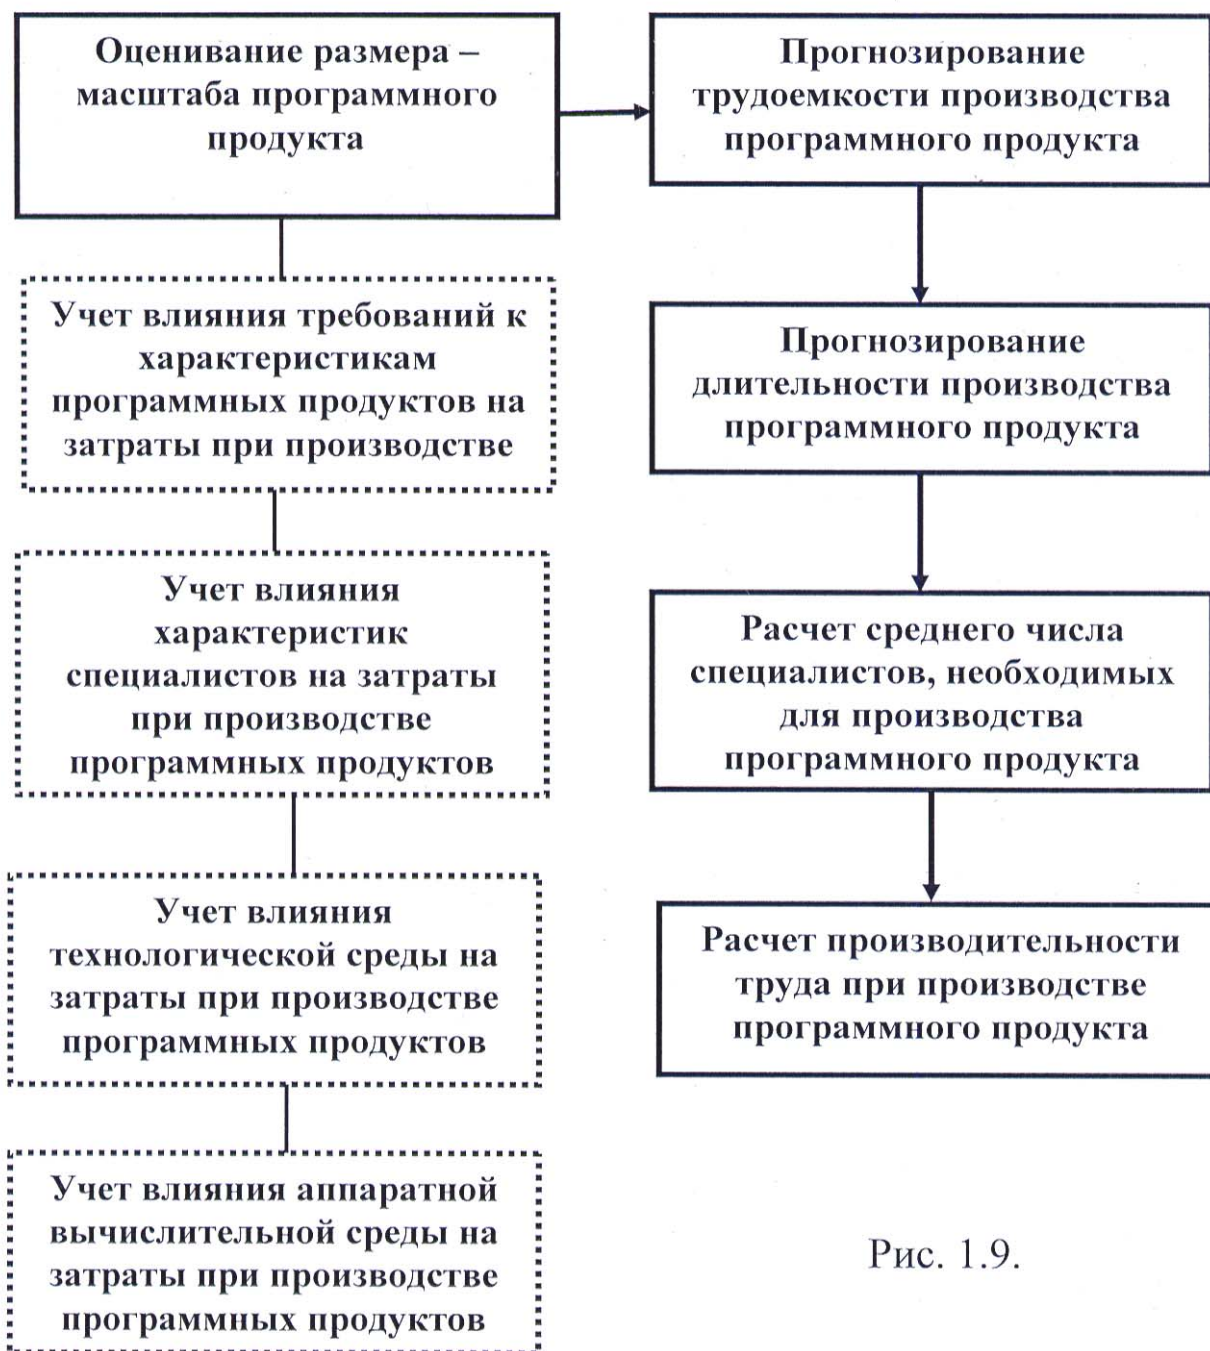 Оценивание размера –
масштаба программного
продукта
Учет влияния требований к
характеристикам
программных продуктов на
затраты при производстве
Учет влияния
характеристик
специалистов на затраты
при производстве
программных продуктов
Учет влияния
технологической среды на
затраты при производстве
программных продуктов
Учет влияния аппаратной
вычислительной среды на
затраты при производстве
программных продуктов
Прогнозирование
трудоемкости производства
программного продукта
Прогнозирование
длительности производства
программного продукта
Расчет среднего числа
специалистов, необходимых
для производства
программного продукта
Расчет производительности
труда при производстве
программного продукта
Рис. 1.9.